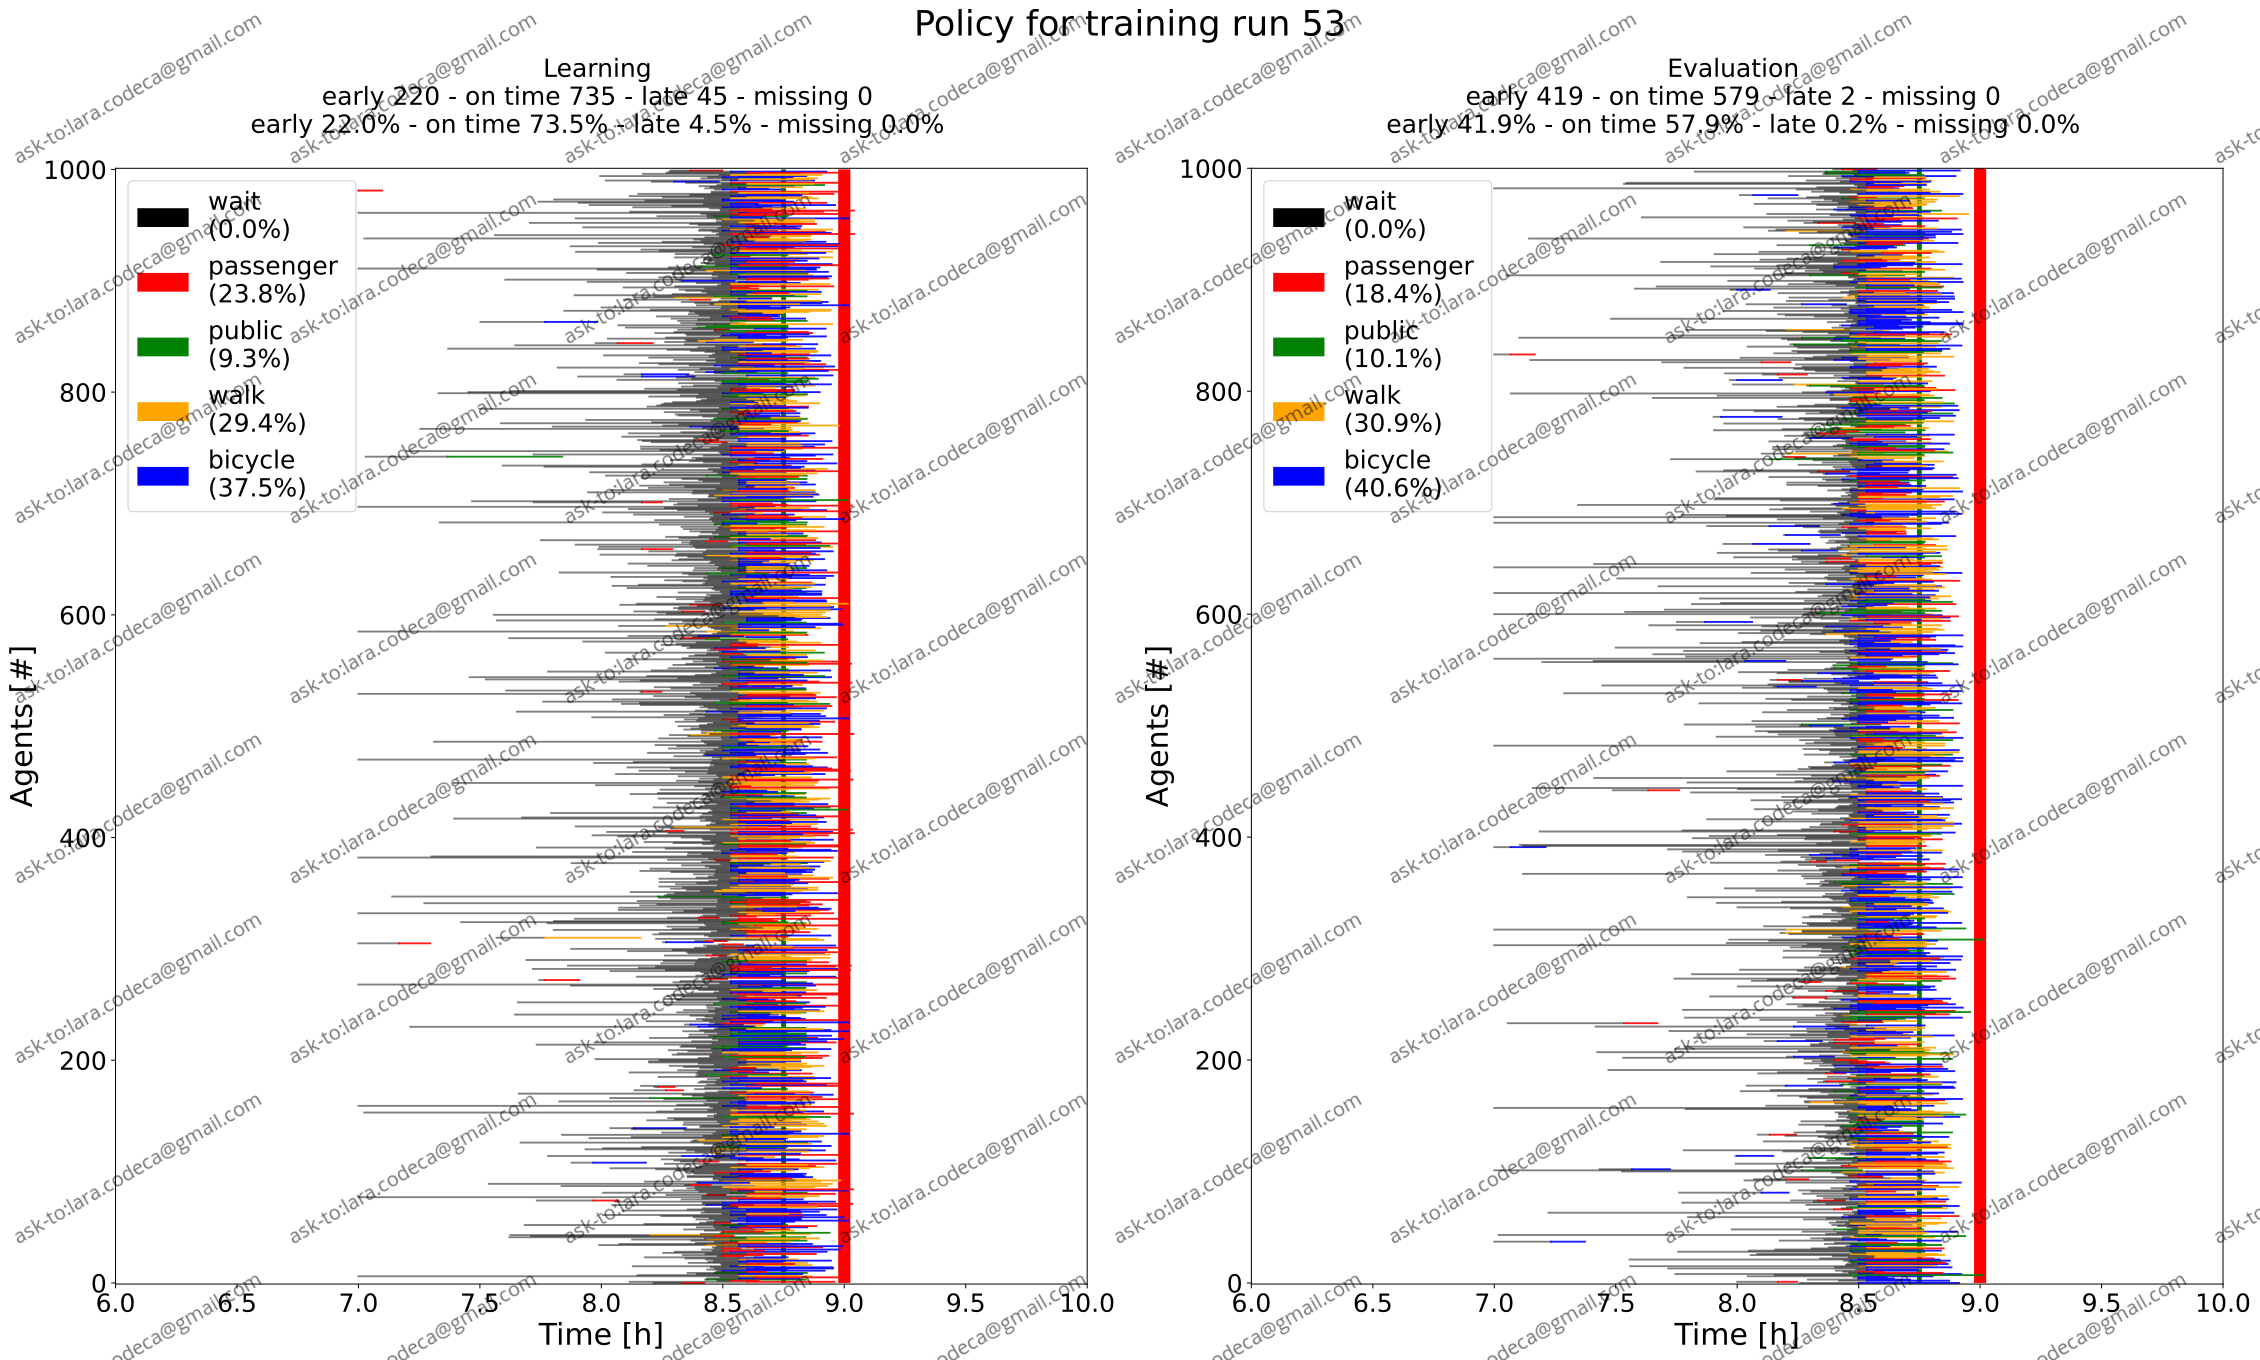 Policy for training run 53
Learning
early 220 - on time 735 - late 45 - missing 0
early 22.0% - on time 73.5% - late 4.5% - missing 0.0%
Evaluation
early 419 - on time 579 - late 2 - missing 0
early 41.9% - on time 57.9% - late 0.2% - missing 0.0%
wait
(0.0%)
passenger
(23.8%)
public
(9.3%)
walk
(29.4%)
bicycle
(37.5%)
1000
800
600
400
200
0
Agents [#]
6.0 6.5 7.0 7.5 8.0 8.5 9.0 9.5 10.0
Time [h]
wait
(0.0%)
passenger
(18.4%)
public
(10.1%)
walk
(30.9%)
bicycle
(40.6%)
1000
800
600
400
200
0
Agents [#]
6.0 6.5 7.0 7.5 8.0 8.5 9.0 9.5 10.0
Time [h]
ask-to:lara.codeca@gmail.com